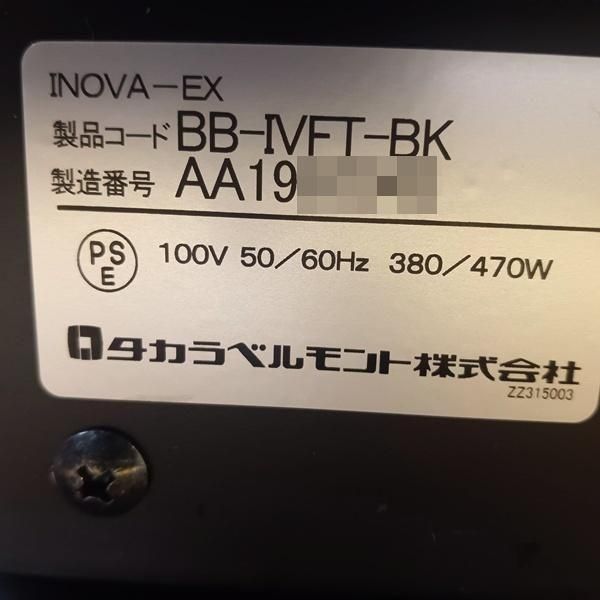 INOVA-EX
製品コード BB-IVFT-BK
製造番号 AA19
PS
E
100V 50/60Hz 380/470W
タカラベルモント株式会社
ZZ315003